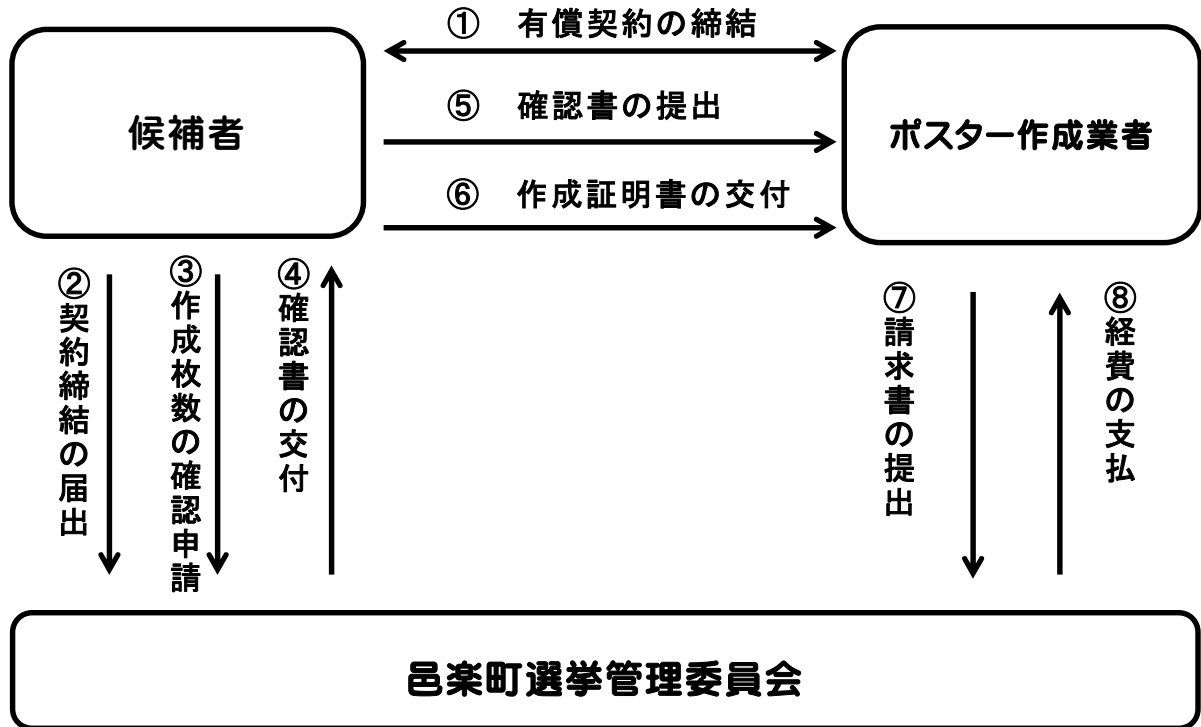 ① 有償契約の締結
候補者
⑤ 確認書の提出
ポスター作成業者
⑥ 作成証明書の交付
②契約締結の届出
③作成枚数の確認申請
④確認書の交付
⑦請求書の提出
⑧経費の支払
邑楽町選挙管理委員会